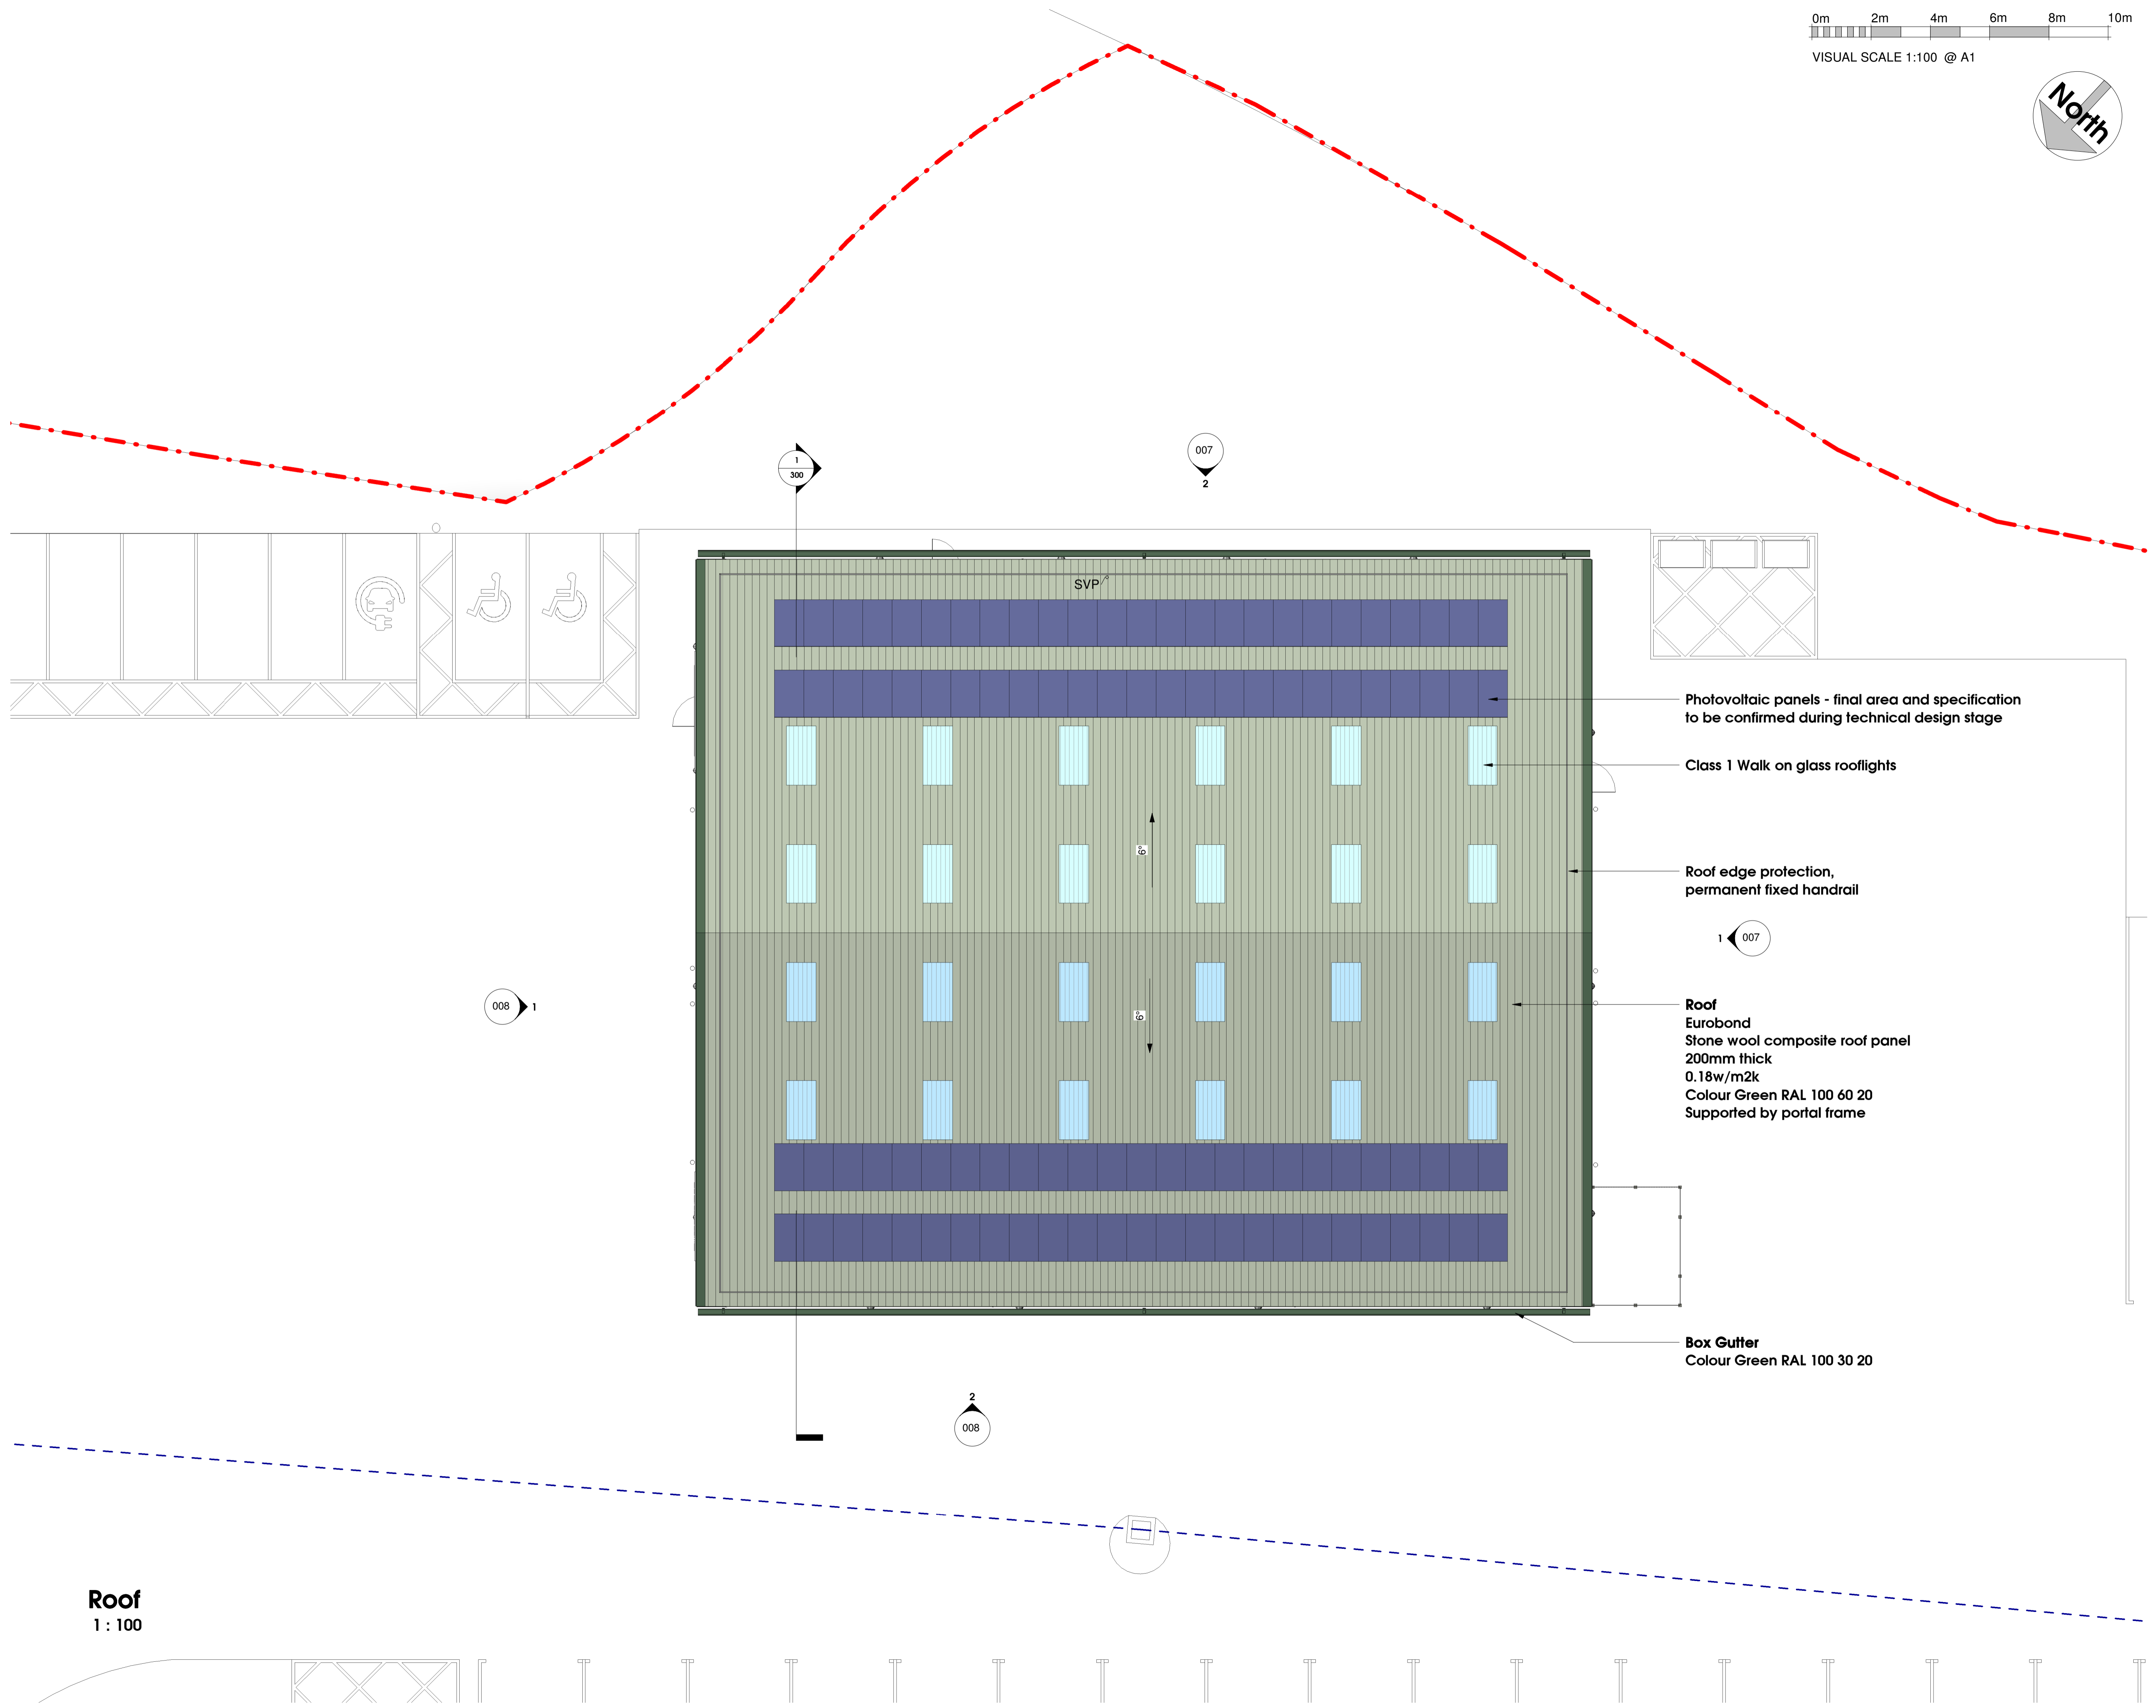 0m 2m 4m 6m 8m 10m
VISUAL SCALE 1:100 @ A1
North
1
300
007
2
SVP
Photovoltaic panels - final area and specification
to be confirmed during technical design stage
Class 1 Walk on glass rooflights
6°
Roof edge protection,
permanent fixed handrail
1 007
008 1
6°
Roof
Eurobond
Stone wool composite roof panel
200mm thick
0.18w/m2k
Colour Green RAL 100 60 20
Supported by portal frame
Box Gutter
Colour Green RAL 100 30 20
2
008
Roof
1 : 100